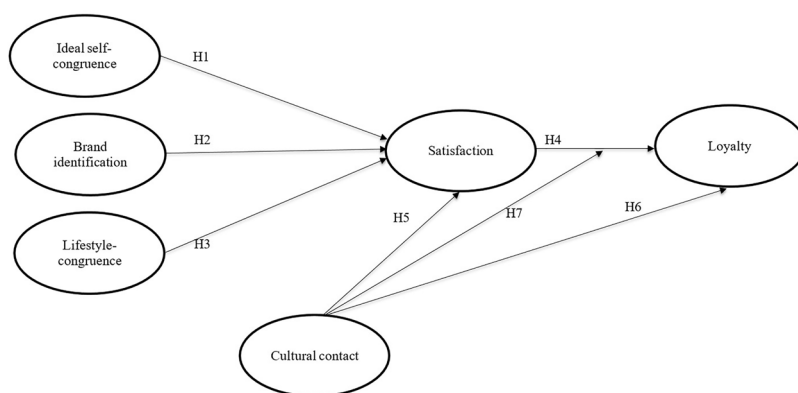 Ideal self-
congruence
H1
Brand
identification
H2
Satisfaction
H4
Loyalty
Lifestyle-
congruence
H3
H5
H7
H6
Cultural contact